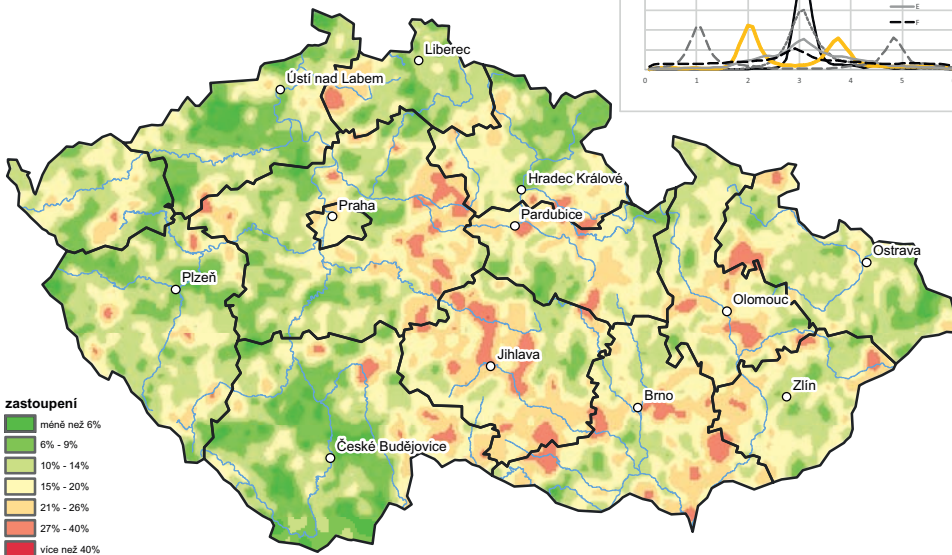 E
F
0 1 2 3 4 5
Liberec
Ústí nad Labem
Hradec Králové
Praha
Pardubice
Ostrava
Plzeň
Olomouc
Jihlava
Zlín
Brno
České Budějovice
zastoupení
méně než 6%
6% - 9%
10% - 14%
15% - 20%
21% - 26%
27% - 40%
více než 40%